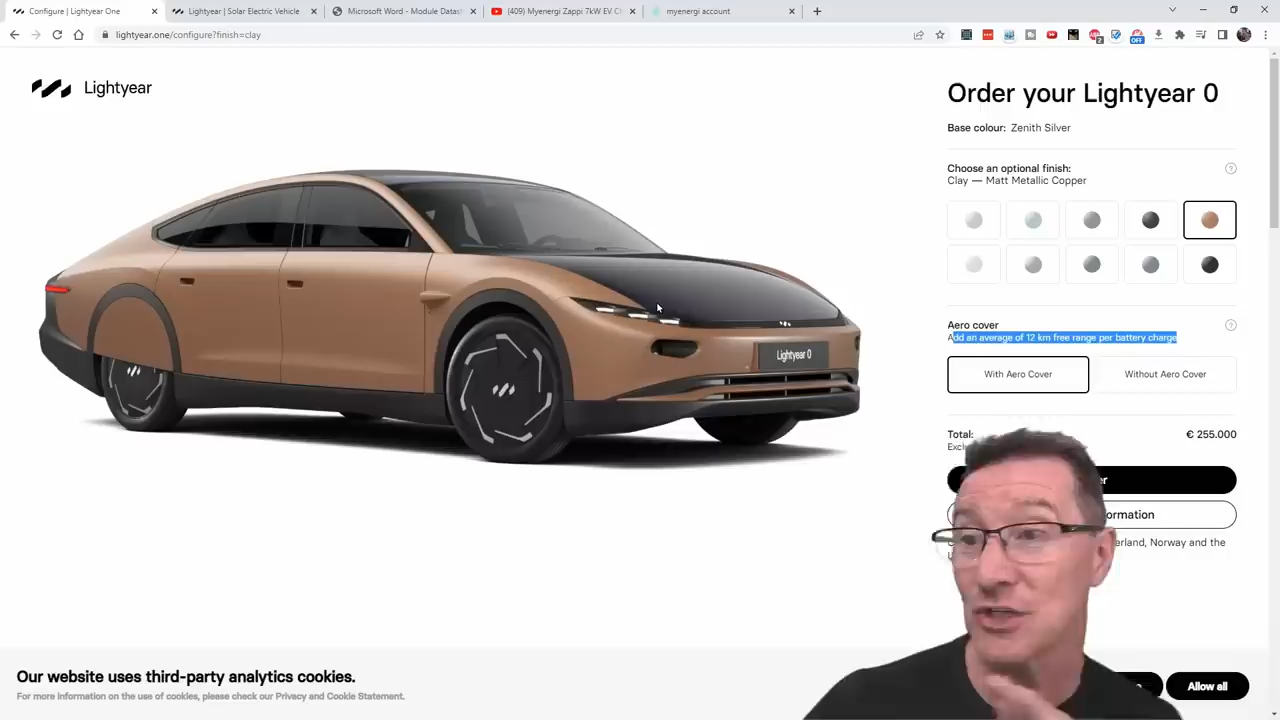 Configure | Lightyear One
Lightyear | Solar Electric Vehicle
Microsoft Word - Module Datash
(409) Myenergi Zappi 7kW EV Ch
myenergi account
lightyear.one/configure?finish=clay
2
OFF
Lightyear
Order your Lightyear 0
Base colour: Zenith Silver
Choose an optional finish:
Clay — Matt Metallic Copper
Aero cover
Add an average of 12 km free range per battery charge
With Aero Cover
Without Aero Cover
Lightyear 0
Total:
€ 255.000
ormation
erland, Norway and the
Our website uses third-party analytics cookies.
For more information on the use of cookies, please check our Privacy and Cookie Statement.
Allow all